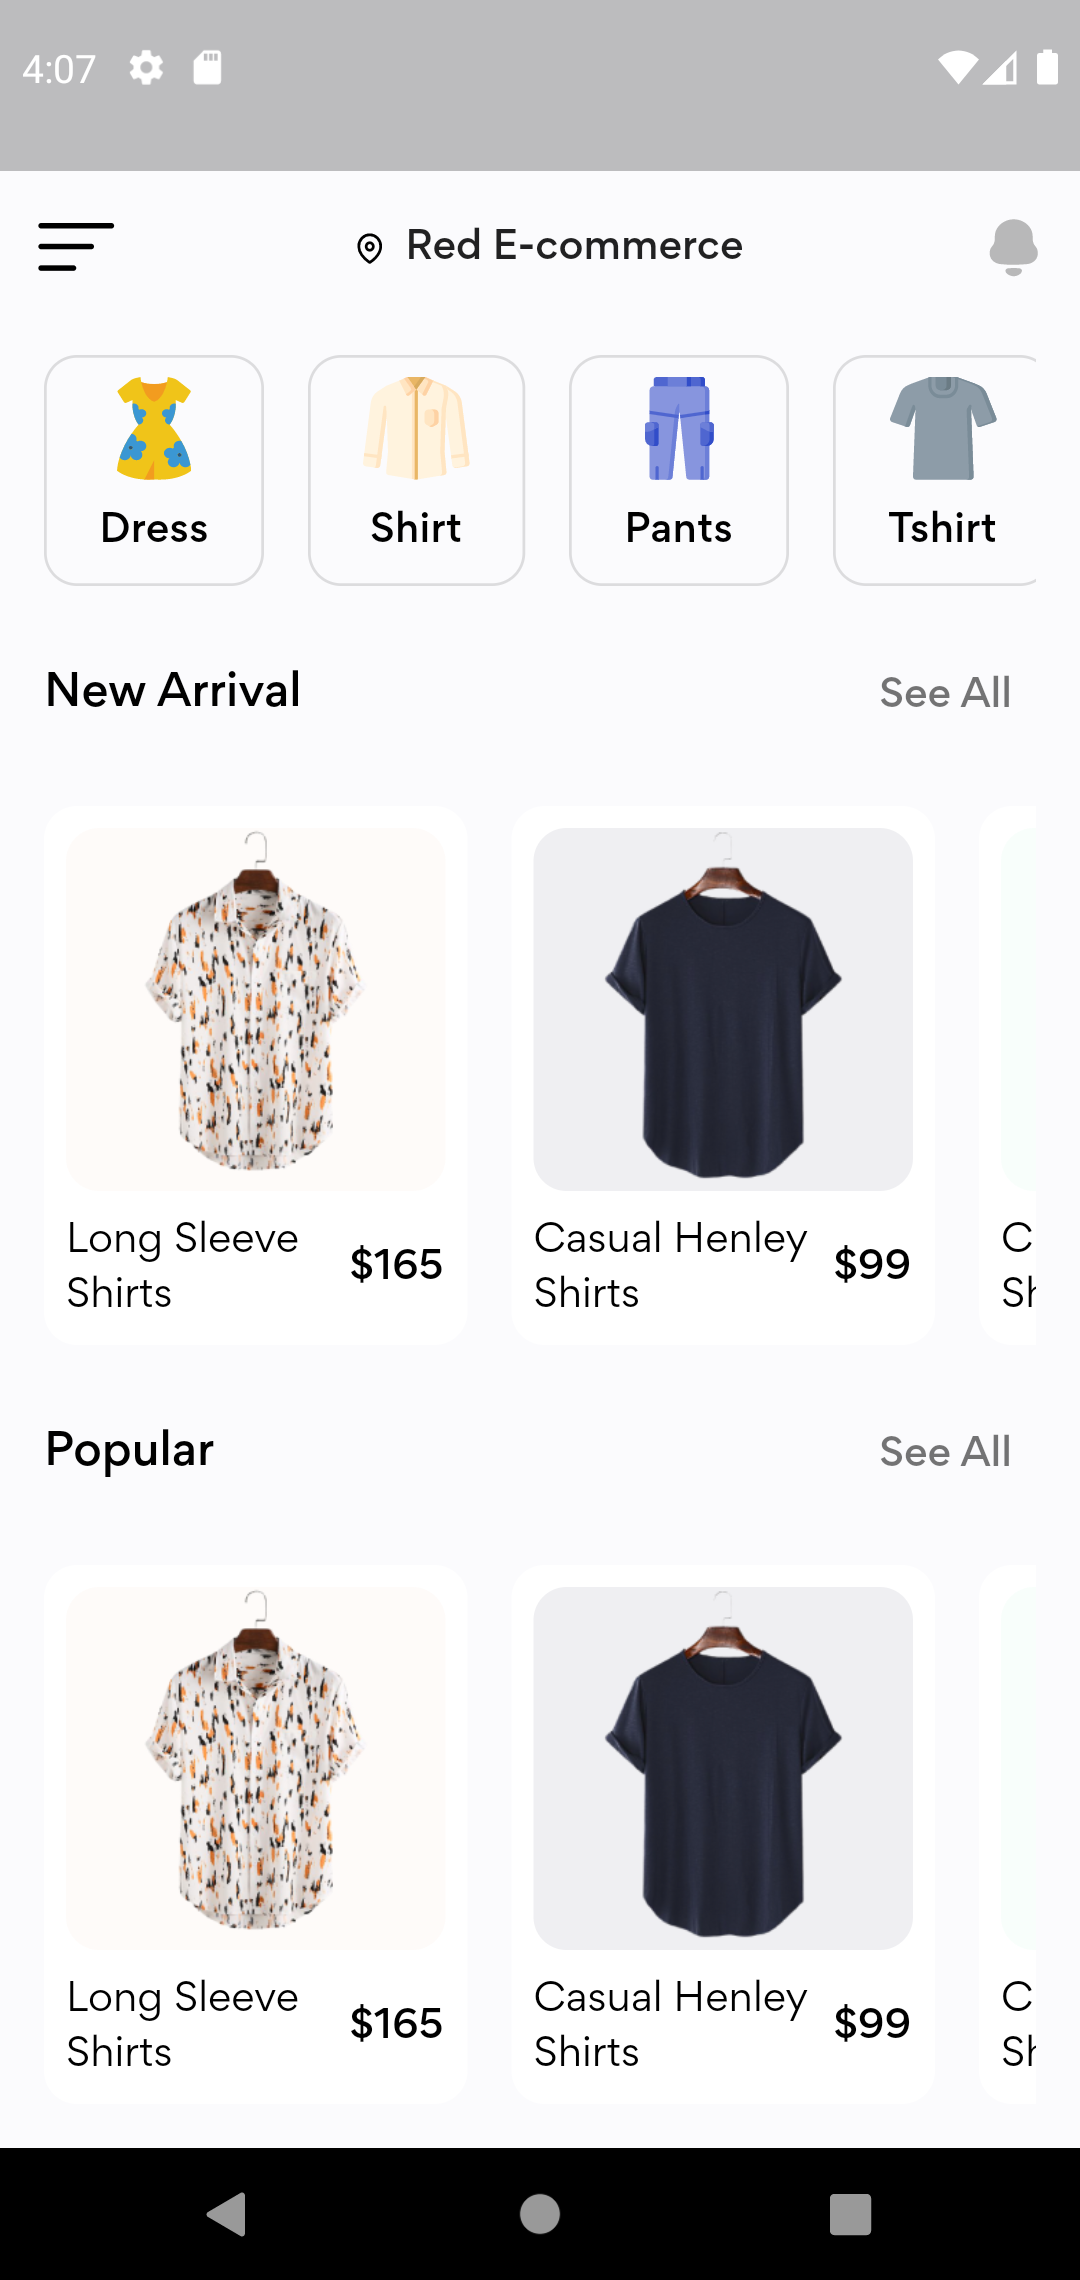 4:07
Red E-commerce
Dress
Shirt
Pants
Tshirt
New Arrival
See All
Long Sleeve
Shirts
$165
Casual Henley
Shirts
$99
C
Sh
Popular
See All
Long Sleeve
Shirts
$165
Casual Henley
Shirts
$99
C
Sh